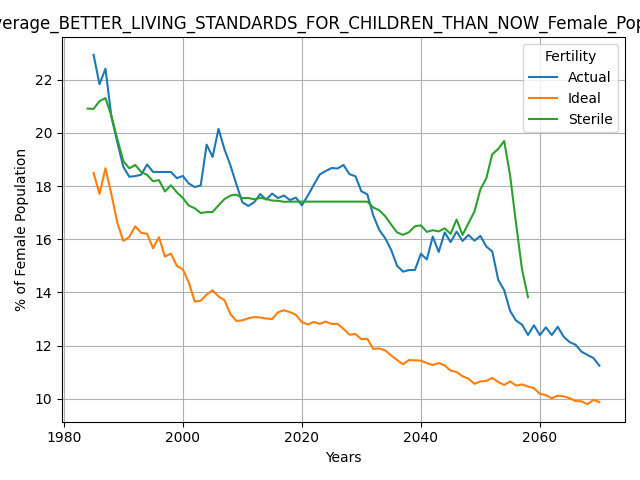 verage_BETTER_LIVING_STANDARDS_FOR_CHILDREN_THAN_NOW_Female_Pop
Fertility
Actual
Ideal
Sterile
% of Female Population
22
20
18
16
14
12
10
1980
2000
2020
2040
2060
Years